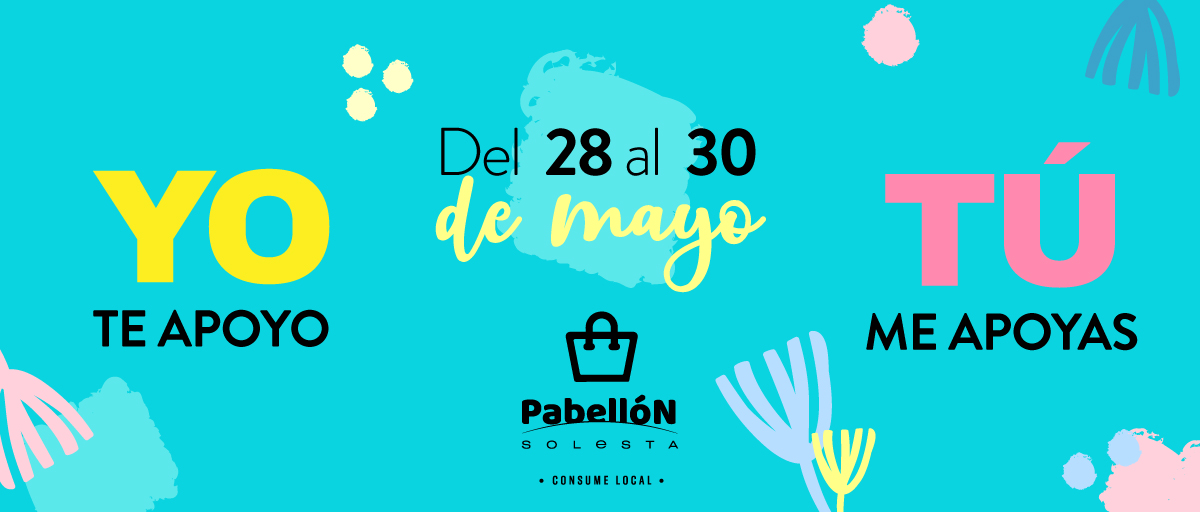 YO
TE APOYO
Del 28 al 30
de mayo
TÚ
ME APOYAS
PabellóN
SOLeSTA
• CONSUME LOCAL •